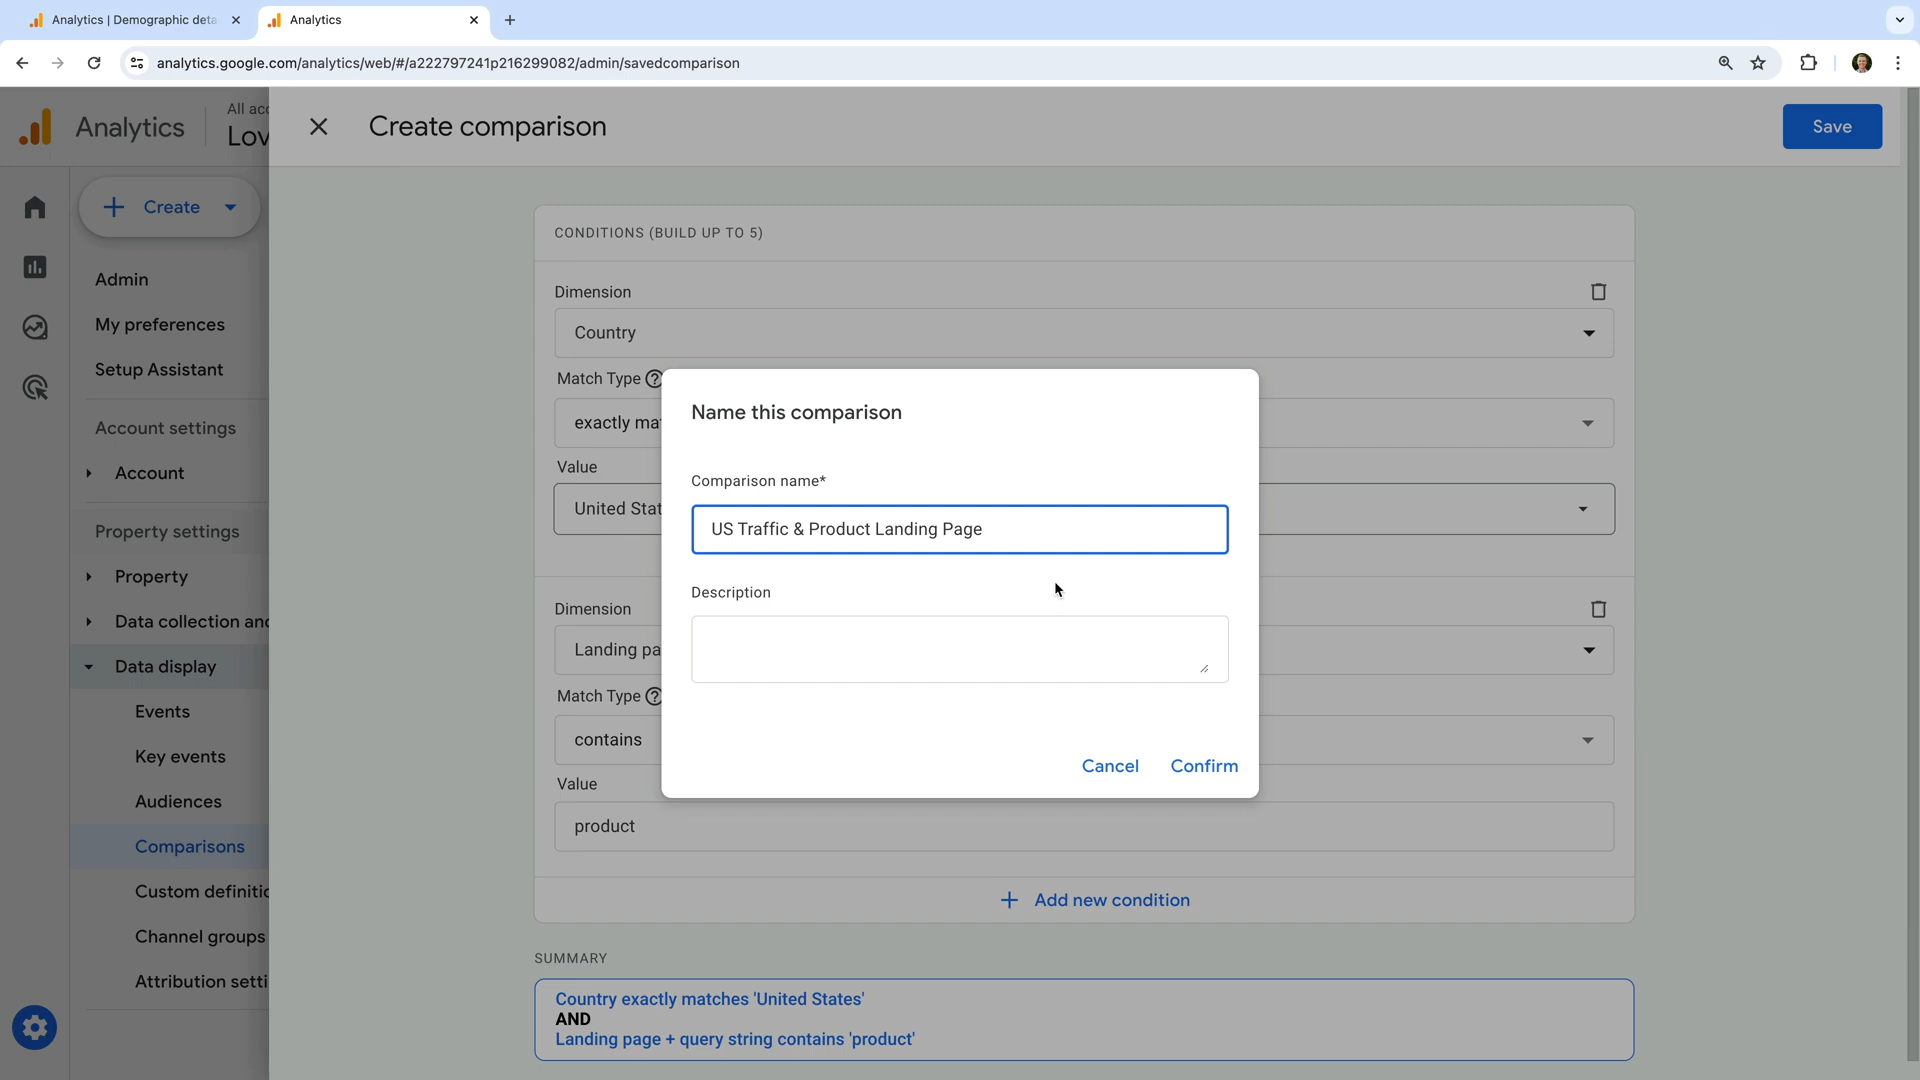 Analytics | Demographic deta
Analytics
analytics.google.com/analytics/web/#/a222797241p216299082/admin/savedcomparison
Analytics
All acc
Lov
Create comparison
Save
Create
Admin
My preferences
Setup Assistant
Account settings
Account
Property settings
Property
Data collection and
Data display
Events
Key events
Audiences
Comparisons
Custom definitio
Channel groups
Attribution setti
CONDITIONS (BUILD UP TO 5)
Dimension
Country
Match Type
exactly ma
Value
United Stat
Dimension
Landing pa
Match Type
contains
Value
product
Add new condition
SUMMARY
Country exactly matches 'United States'
AND
Landing page + query string contains 'product'
Name this comparison
Comparison name*
US Traffic & Product Landing Page
Description
Cancel
Confirm